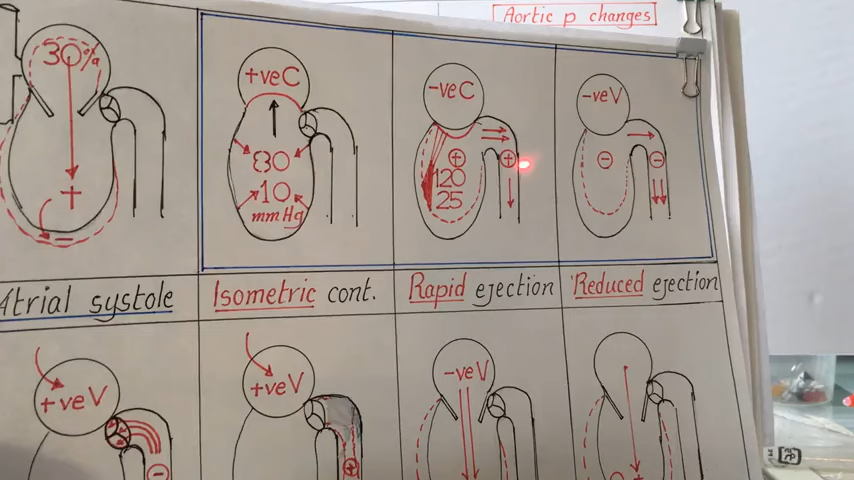 Aortic p changes
30%
+
-
+veC
80
10
mmHg
-veC
+
+
120
25
-veV
-
-
Atrial systole
Isometric cont.
Rapid ejection
Reduced ejection
+veV
-
+veV
+
-veV